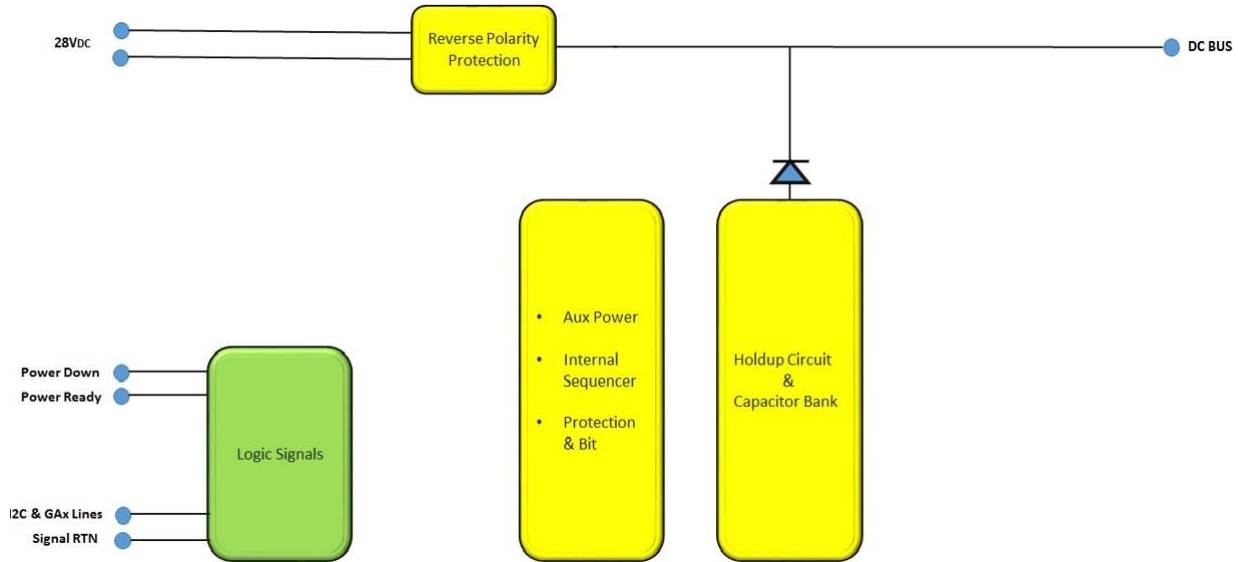 28VDC
Reverse Polarity
Protection
DC BUS
• Aux Power
• Internal
Sequencer
• Protection
& Bit
Holdup Circuit
&
Capacitor Bank
Power Down
Power Ready
Logic Signals
I2C & GAx Lines
Signal RTN